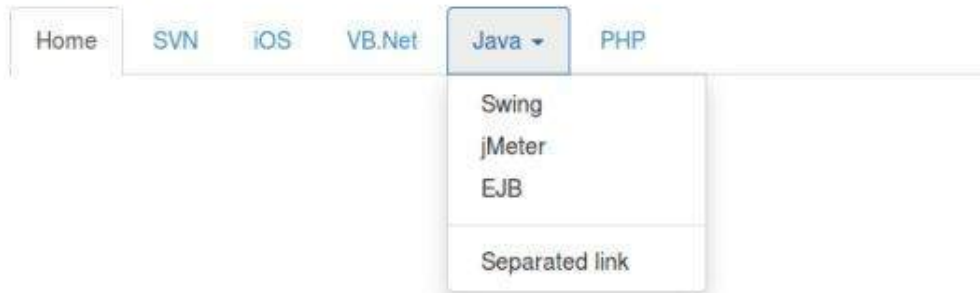 Home SVN iOS VB.Net Java PHP
Swing
jMeter
EJB
Separated link